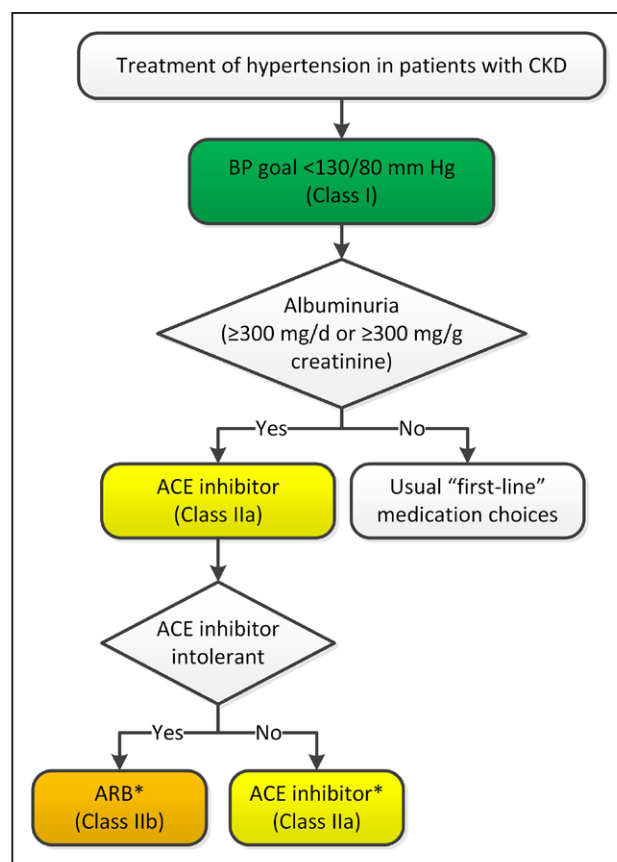 Treatment of hypertension in patients with CKD
BP goal <130/80 mm Hg
(Class I)
Albuminuria
(≥300 mg/d or ≥300 mg/g
creatinine)
Yes
No
ACE inhibitor
(Class IIa)
Usual “first-line”
medication choices
ACE inhibitor
intolerant
Yes
No
ARB*
(Class IIb)
ACE inhibitor*
(Class IIa)